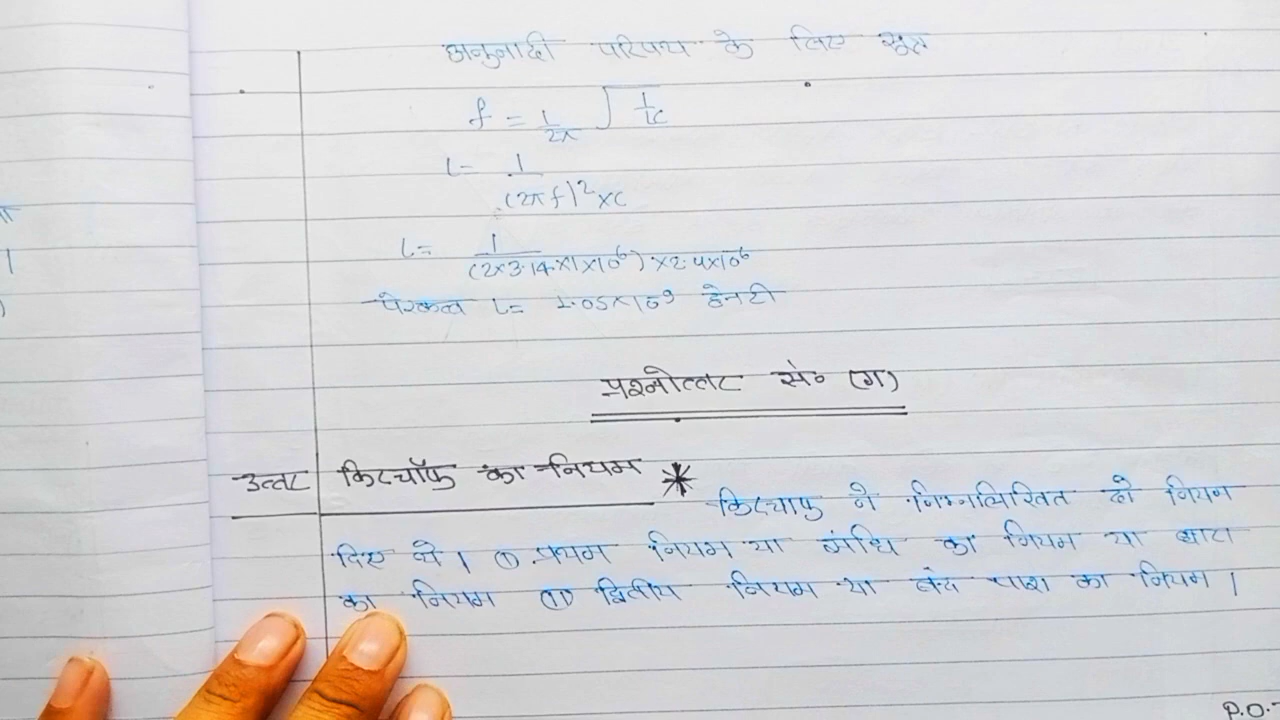 अनुनादी परिपथ के लिए सूत्र
f = 1/2π √1/LC
L = 1/(2πf)²×C
L = 1/(2×3.14×1×10⁶)×2.4×10⁶
प्रेरकत्व L= 1.05×10⁹ हेनरी
प्रश्नोत्तर सं० (ग)
उत्तर किरचॉफ का नियम *
किरचाफ ने निम्नलिखित दो नियम
दिए थे। ① प्रथम नियम या संधि का नियम या धारा
का नियम (II) द्वितीय नियम या बंद पाश का नियम।
P.O.T